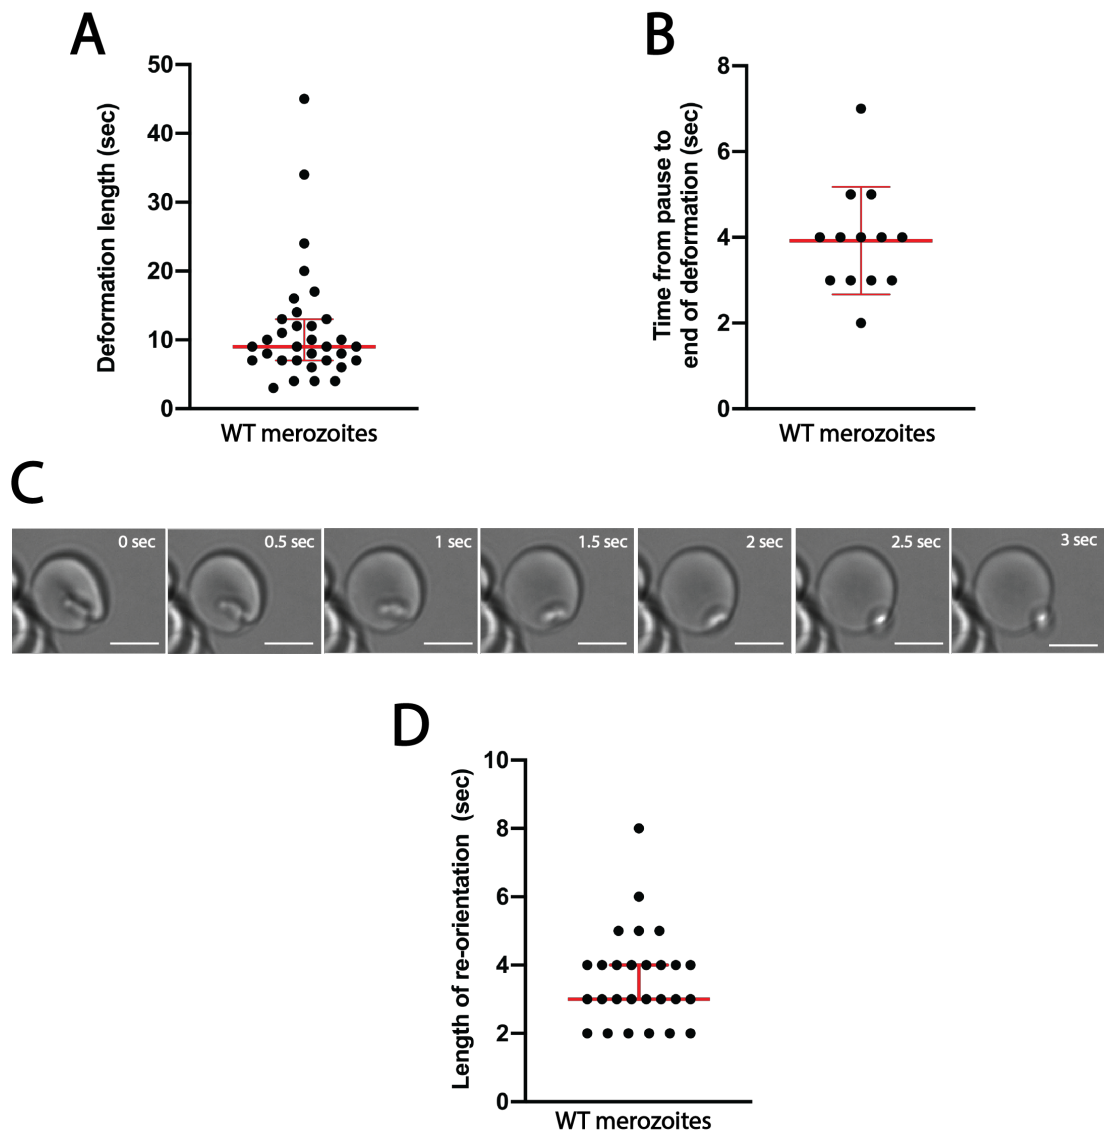 A
Deformation length (sec)
50
40
30
20
10
0
WT merozoites
B
Time from pause to
end of deformation (sec)
8
6
4
2
0
WT merozoites
C
0 sec
0.5 sec
1 sec
1.5 sec
2 sec
2.5 sec
3 sec
D
Length of re-orientation (sec)
10
8
6
4
2
0
WT merozoites